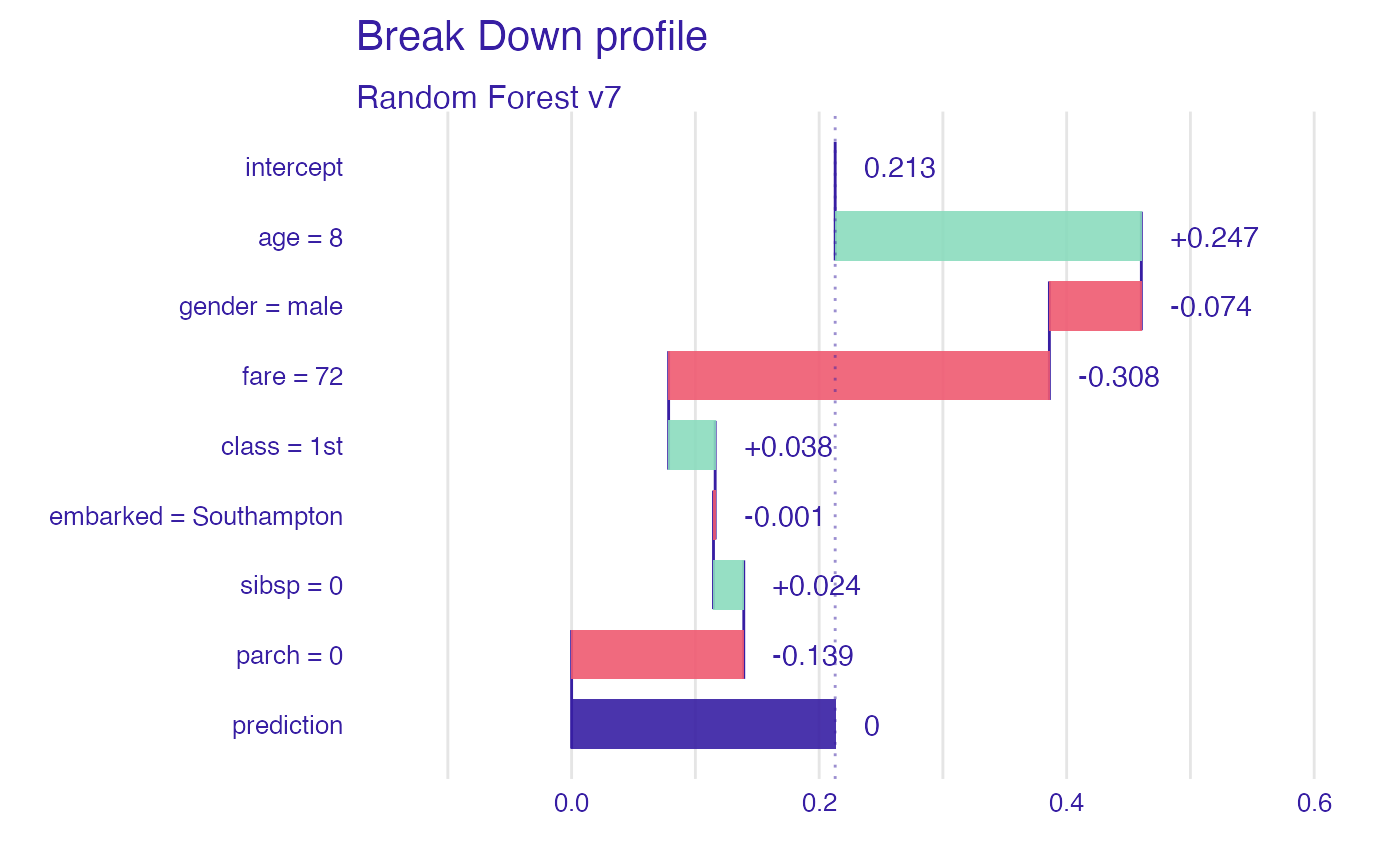 Break Down profile
Random Forest v7
intercept 0.213
age = 8 +0.247
gender = male -0.074
fare = 72 -0.308
class = 1st +0.038
embarked = Southampton -0.001
sibsp = 0 +0.024
parch = 0 -0.139
prediction 0
0.0 0.2 0.4 0.6